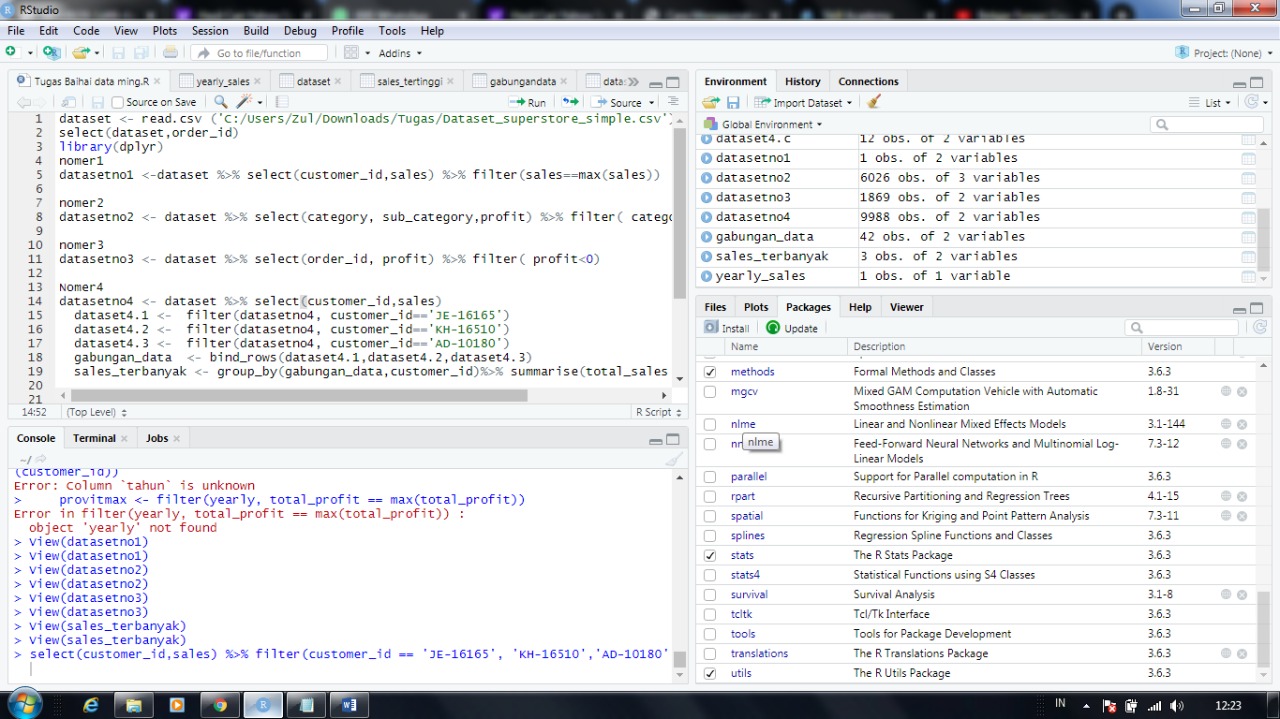 RStudio
File Edit Code View Plots Session Build Debug Profile Tools Help
Go to file/function Addins Project: (None)
Tugas Baihai data ming.R yearly_sales dataset sales_tertinggi gabungandata data:
Source on Save Run Source
1 dataset <- read.csv ('C:/Users/Zul/Downloads/Tugas/Dataset_superstore_simple.csv')
2 select(dataset,order_id)
3 library(dplyr)
4 nomer1
5 datasetno1 <-dataset %>% select(customer_id,sales) %>% filter(sales==max(sales))
6
7 nomer2
8 datasetno2 <- dataset %>% select(category, sub_category,profit) %>% filter( catego
9
10 nomer3
11 datasetno3 <- dataset %>% select(order_id, profit) %>% filter( profit<0)
12
13 Nomer4
14 datasetno4 <- dataset %>% select(customer_id,sales)
15 dataset4.1 <- filter(datasetno4, customer_id=='JE-16165')
16 dataset4.2 <- filter(datasetno4, customer_id=='KH-16510')
17 dataset4.3 <- filter(datasetno4, customer_id=='AD-10180')
18 gabungan_data <- bind_rows(dataset4.1,dataset4.2,dataset4.3)
19 sales_terbanyak <- group_by(gabungan_data,customer_id)%>% summarise(total_sales
20
21
14:52 (Top Level) R Script
Console Terminal Jobs
~/
(customer_id))
Error: Column `tahun` is unknown
> provitmax <- filter(yearly, total_profit == max(total_profit))
Error in filter(yearly, total_profit == max(total_profit)) :
object 'yearly' not found
> View(datasetno1)
> View(datasetno1)
> View(datasetno2)
> View(datasetno2)
> View(datasetno3)
> View(datasetno3)
> View(sales_terbanyak)
> View(sales_terbanyak)
> select(customer_id,sales) %>% filter(customer_id == 'JE-16165', 'KH-16510','AD-10180'
Environment History Connections
Import Dataset List
Global Environment
dataset4.c 12 obs. of 2 variables
datasetno1 1 obs. of 2 variables
datasetno2 6026 obs. of 3 variables
datasetno3 1869 obs. of 2 variables
datasetno4 9988 obs. of 2 variables
gabungan_data 42 obs. of 2 variables
sales_terbanyak 3 obs. of 2 variables
yearly_sales 1 obs. of 1 variable
Files Plots Packages Help Viewer
Install Update
Name Description Version
methods Formal Methods and Classes 3.6.3
mgcv Mixed GAM Computation Vehicle with Automatic Smoothness Estimation 1.8-31
nlme Linear and Nonlinear Mixed Effects Models 3.1-144
nlme
Feed-Forward Neural Networks and Multinomial Log-Linear Models 7.3-12
parallel Support for Parallel computation in R 3.6.3
rpart Recursive Partitioning and Regression Trees 4.1-15
spatial Functions for Kriging and Point Pattern Analysis 7.3-11
splines Regression Spline Functions and Classes 3.6.3
stats The R Stats Package 3.6.3
stats4 Statistical Functions using S4 Classes 3.6.3
survival Survival Analysis 3.1-8
tcltk Tcl/Tk Interface 3.6.3
tools Tools for Package Development 3.6.3
translations The R Translations Package 3.6.3
utils The R Utils Package 3.6.3
IN 12:23